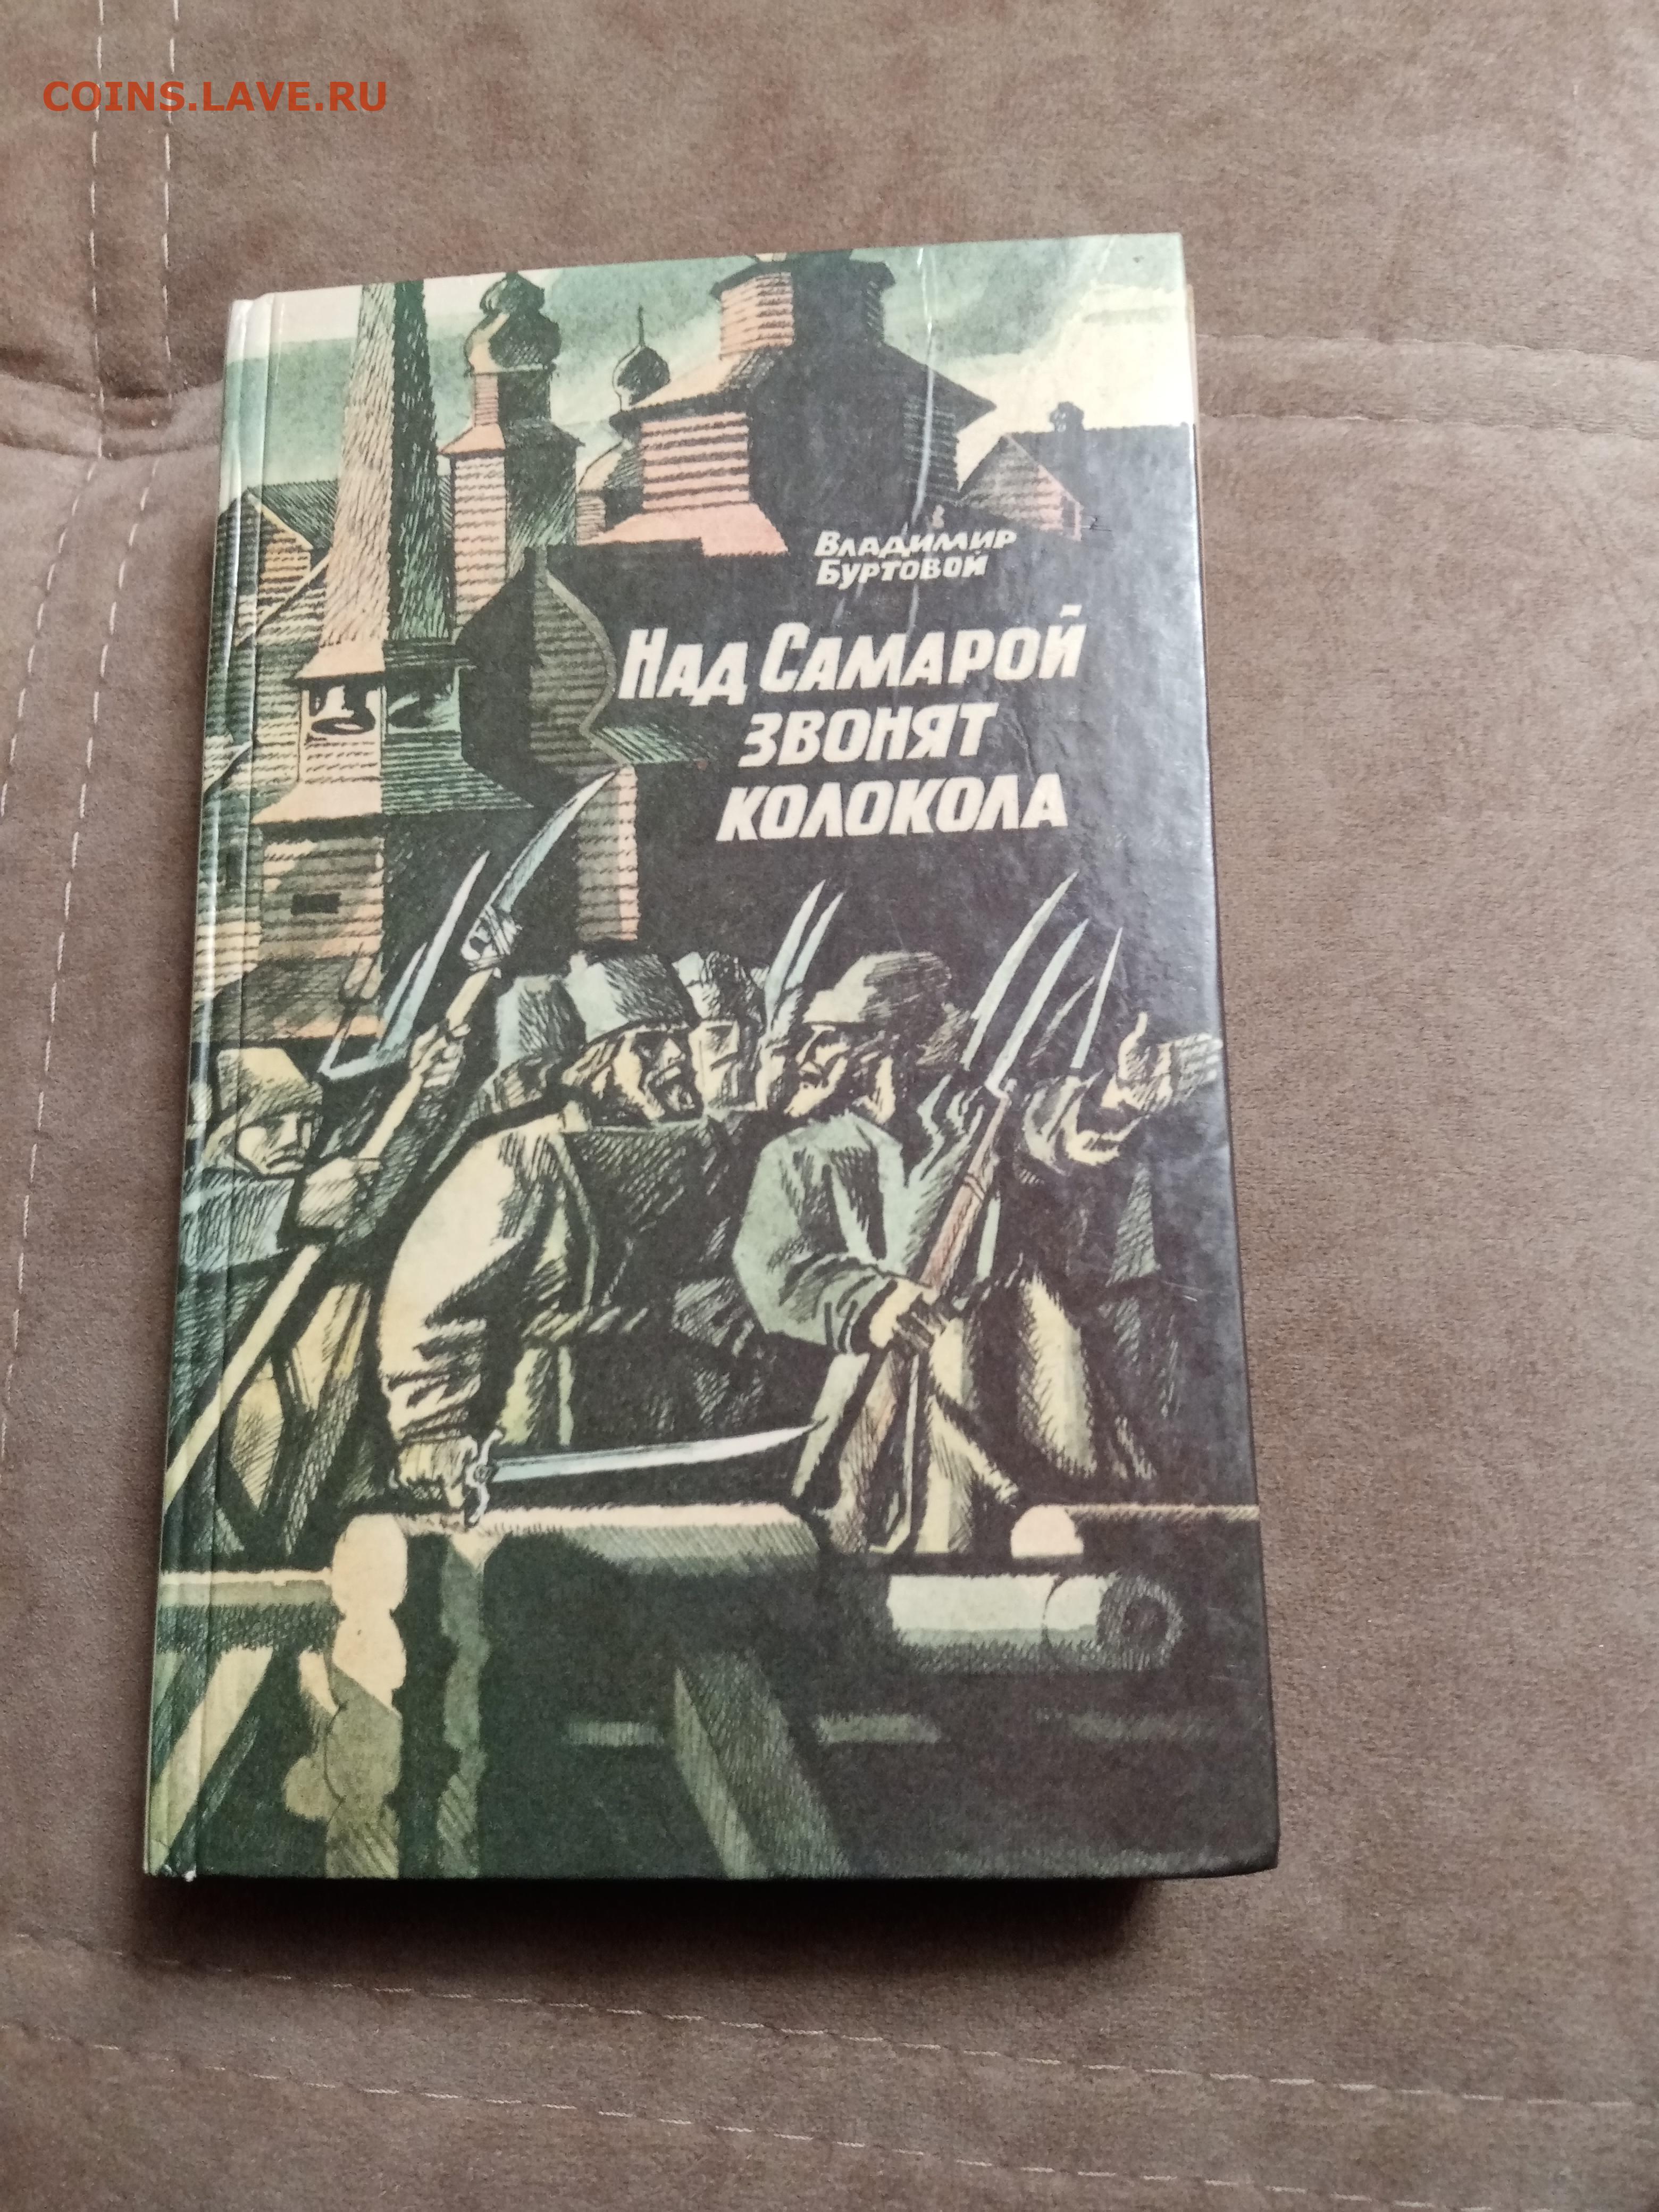 COINS.LAVE.RU
Владимир
Буртовой
Над Самарой
звонят
колокола